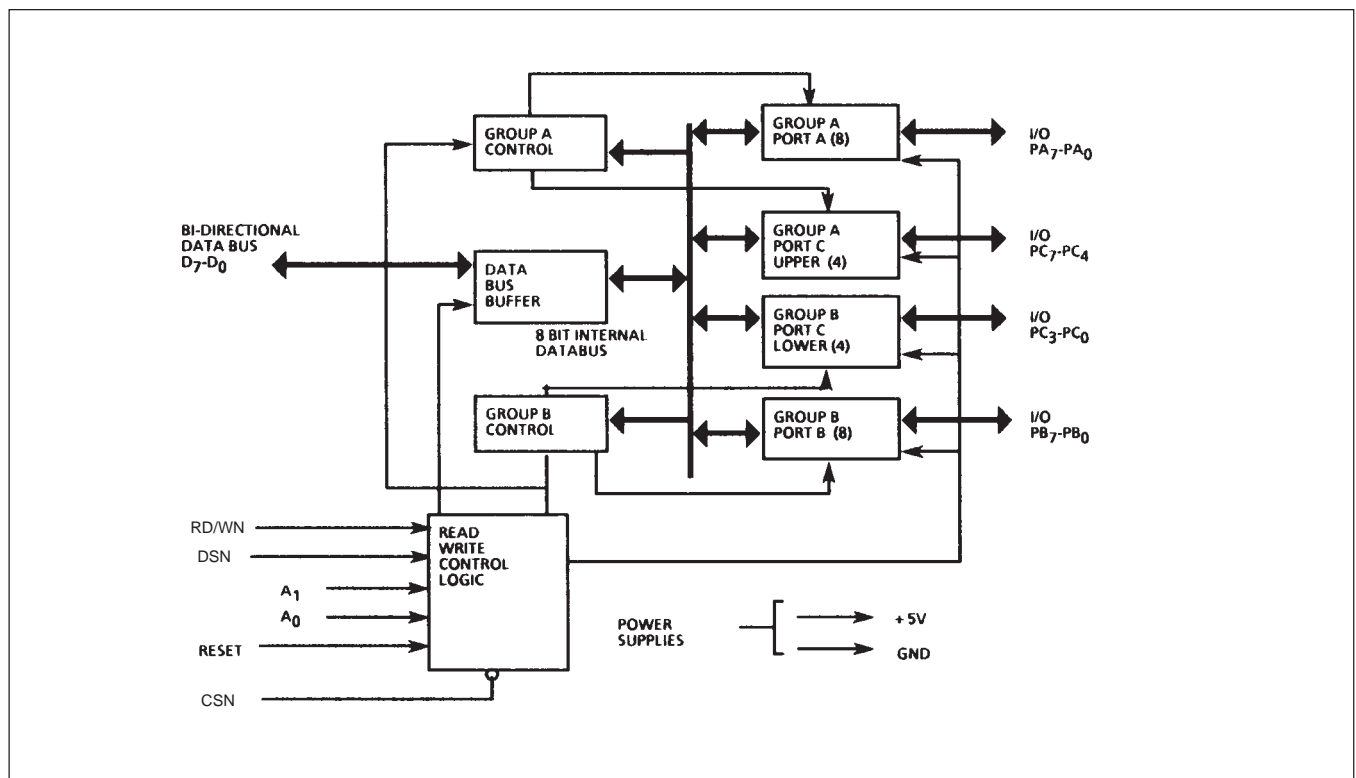 GROUP A
CONTROL
GROUP A
PORT A (8)
I/O
PA7-PA0
BI-DIRECTIONAL
DATA BUS
D7-D0
DATA
BUS
BUFFER
8 BIT INTERNAL
DATABUS
GROUP A
PORT C
UPPER (4)
I/O
PC7-PC4
GROUP B
PORT C
LOWER (4)
I/O
PC3-PC0
GROUP B
CONTROL
GROUP B
PORT B (8)
I/O
PB7-PB0
RD/WN
DSN
A1
A0
RESET
CSN
READ
WRITE
CONTROL
LOGIC
POWER
SUPPLIES
+ 5V
GND